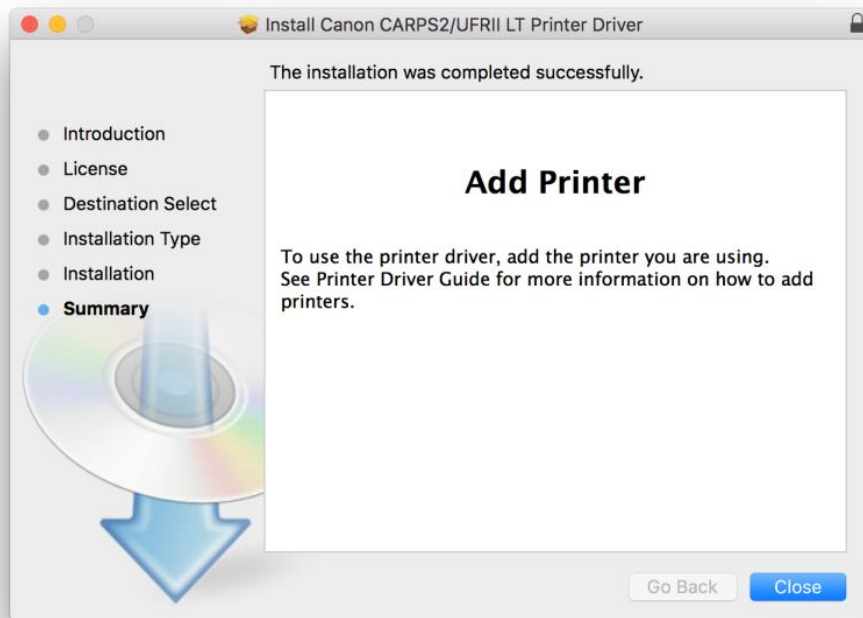 Install Canon CARPS2/UFRII LT Printer Driver
The installation was completed successfully.
Introduction
License
Destination Select
Installation Type
Installation
Summary
Add Printer
To use the printer driver, add the printer you are using.
See Printer Driver Guide for more information on how to add
printers.
Go Back
Close